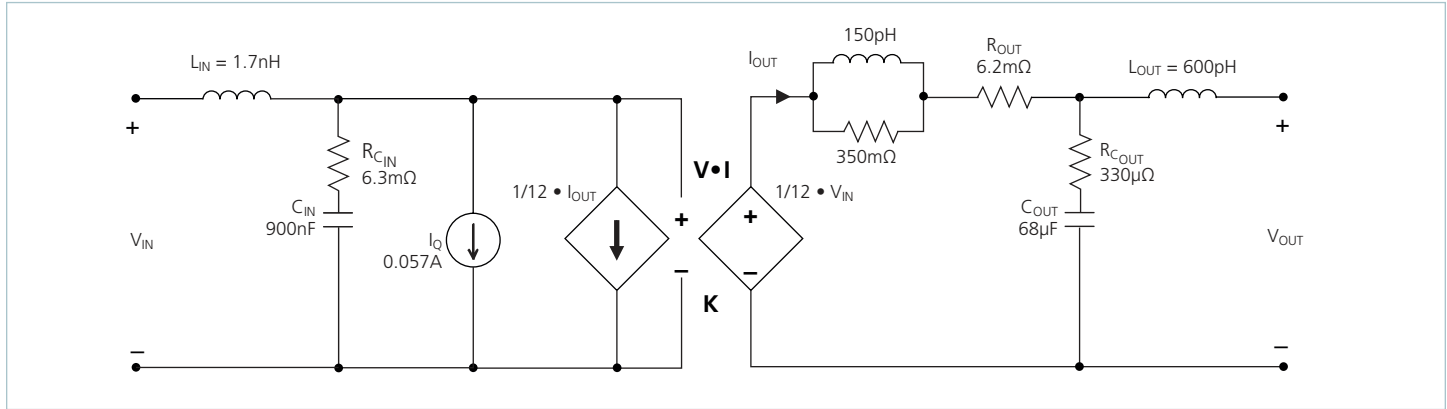 L_IN = 1.7nH
+
R_C_IN
6.3mΩ
C_IN
900nF
V_IN
I_Q
0.057A
1/12 • I_OUT
V•I
+
–
K
1/12 • V_IN
+
–
I_OUT
150pH
350mΩ
R_OUT
6.2mΩ
L_OUT = 600pH
R_C_OUT
330µΩ
C_OUT
68µF
+
V_OUT
–
–